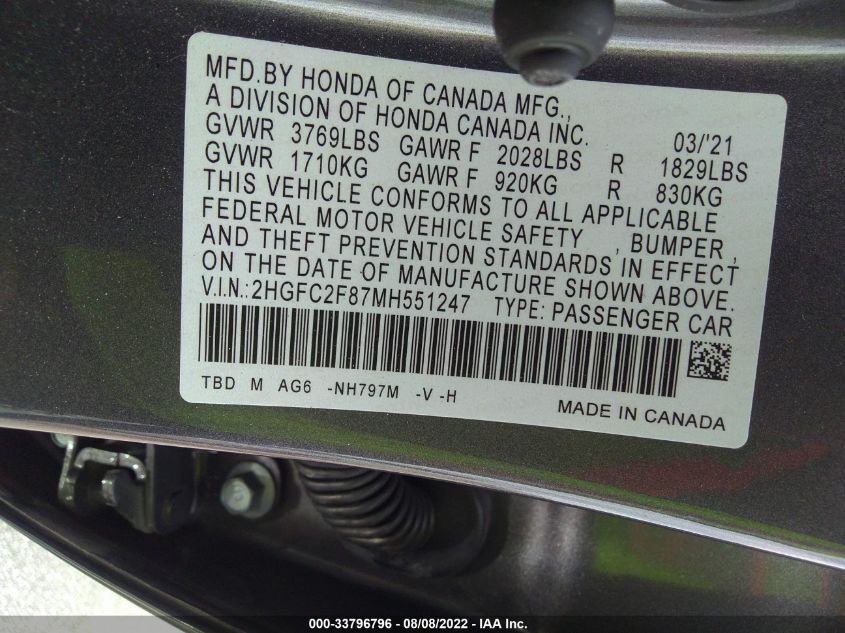 MFD.BY HONDA OF CANADA MFG.,
A DIVISION OF HONDA CANADA INC. 03/'21
GVWR 3769LBS GAWR F 2028LBS R 1829LBS
GVWR 1710KG GAWR F 920KG R 830KG
THIS VEHICLE CONFORMS TO ALL APPLICABLE
FEDERAL MOTOR VEHICLE SAFETY , BUMPER ,
AND THEFT PREVENTION STANDARDS IN EFFECT
ON THE DATE OF MANUFACTURE SHOWN ABOVE.
V.I.N.:2HGFC2F87MH551247 TYPE: PASSENGER CAR
TBD M AG6 -NH797M -V -H
MADE IN CANADA
000-33796796 - 08/08/2022 - IAA Inc.